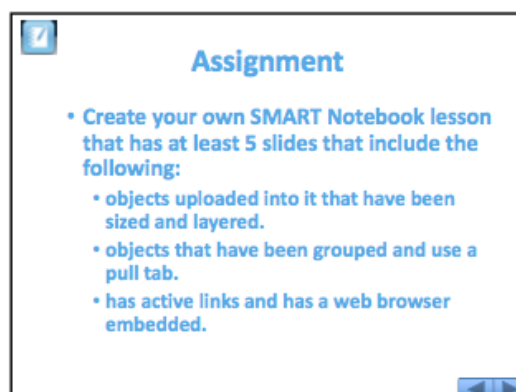 Assignment
• Create your own SMART Notebook lesson
that has at least 5 slides that include the
following:
• objects uploaded into it that have been
sized and layered.
• objects that have been grouped and use a
pull tab.
• has active links and has a web browser
embedded.